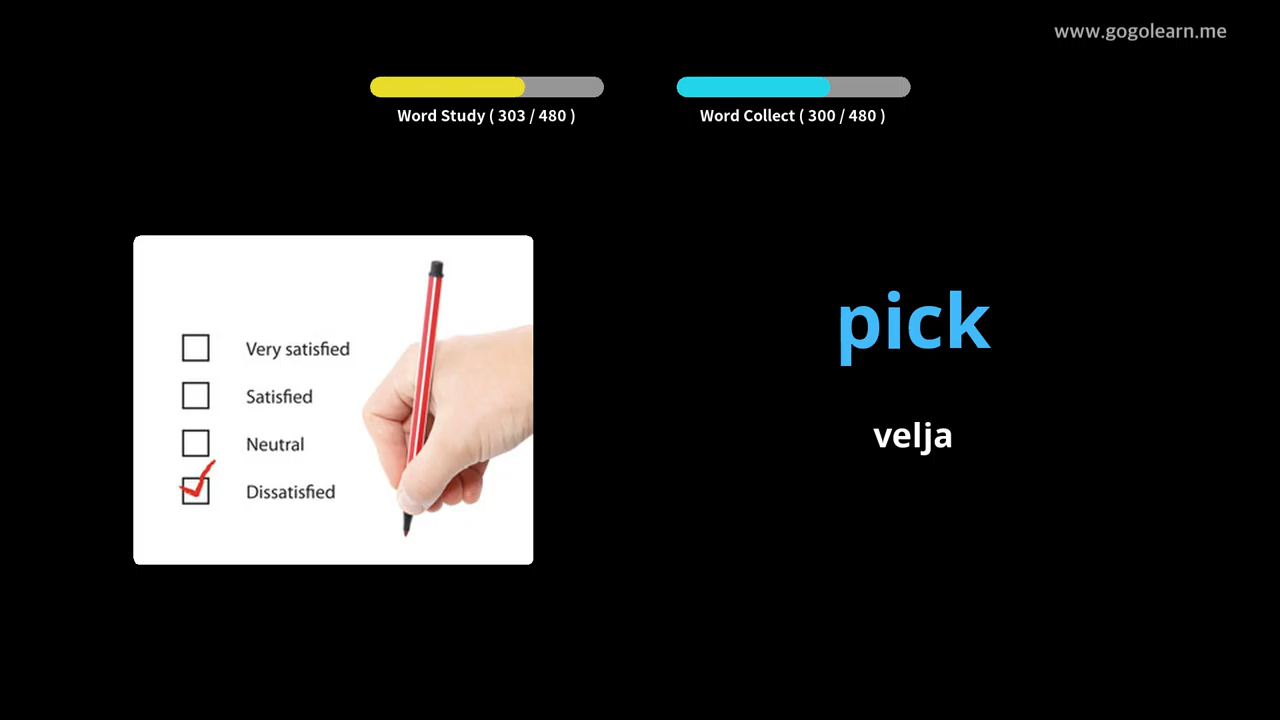 www.gogolearn.me
Word Study ( 303 / 480 )
Word Collect ( 300 / 480 )
Very satisfied
Satisfied
Neutral
Dissatisfied
pick
velja